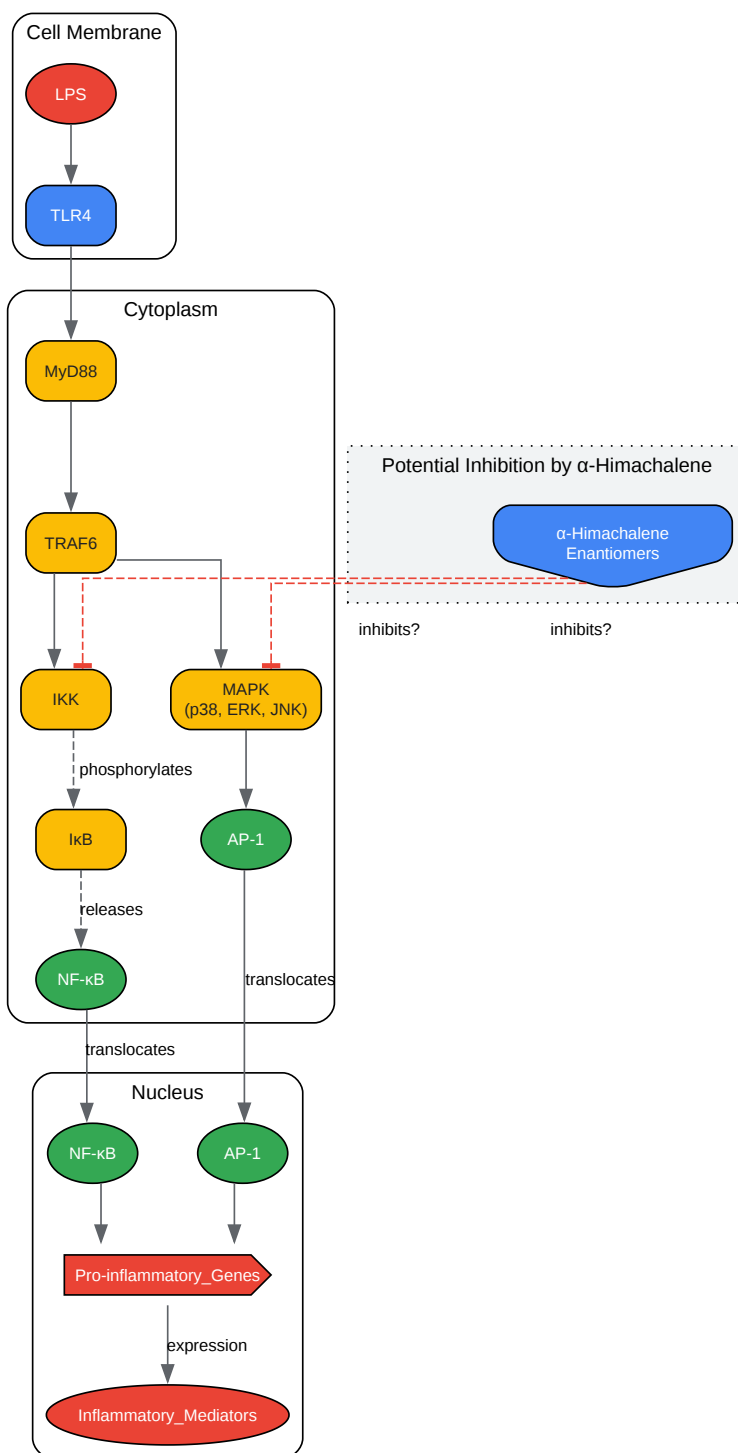 Cell Membrane
LPS
TLR4
Cytoplasm
MyD88
Potential Inhibition by α-Himachalene
α-Himachalene
Enantiomers
TRAF6
inhibits?
inhibits?
IKK
MAPK
(p38, ERK, JNK)
phosphorylates
IκB
AP-1
releases
NF-κB
translocates
translocates
Nucleus
NF-κB
AP-1
Pro-inflammatory_Genes
expression
Inflammatory_Mediators